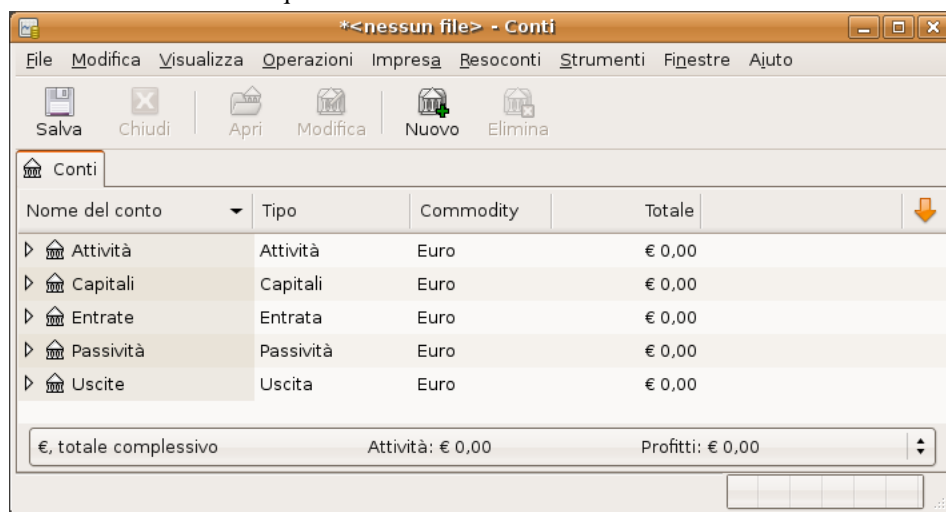 *<nessun file> - Conti
File Modifica Visualizza Operazioni Impresa Resoconti Strumenti Finestre Aiuto
Salva Chiudi Apri Modifica Nuovo Elimina
Conti
Nome del conto Tipo Commodity Totale
Attività Attività Euro € 0,00
Capitali Capitali Euro € 0,00
Entrate Entrata Euro € 0,00
Passività Passività Euro € 0,00
Uscite Uscita Euro € 0,00
€, totale complessivo Attività: € 0,00 Profitti: € 0,00